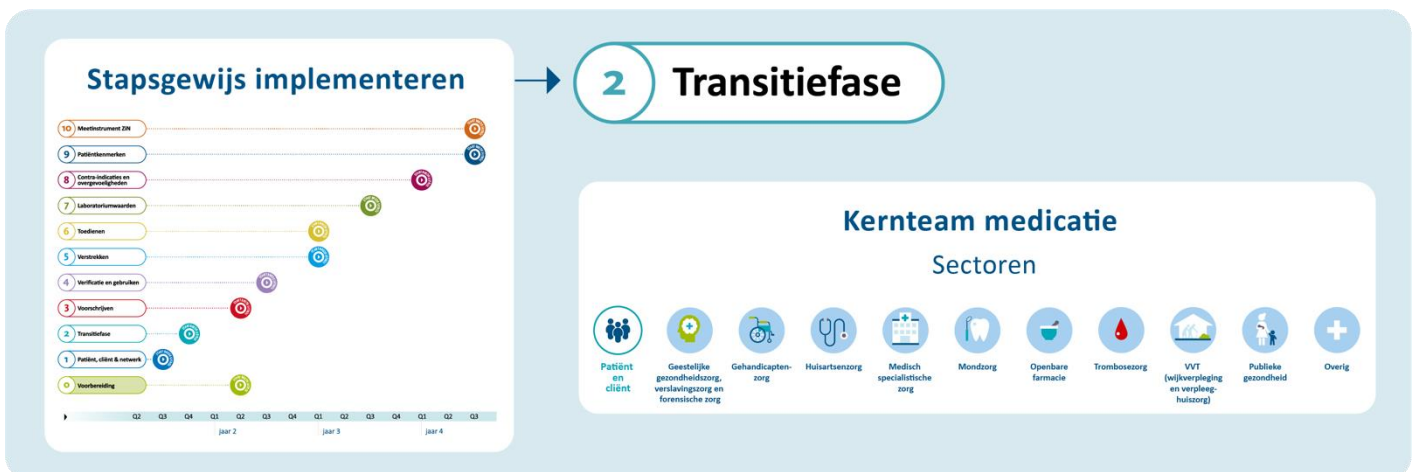 Stapsgewijs implementeren
10 Meetinstrument ZiN
9 Patiëntkenmerken
8 Contra-indicaties en
overgevoeligheden
7 Laboratoriumwaarden
6 Toedienen
5 Verstrekken
4 Verificatie en gebruiken
3 Voorschrijven
2 Transitiefase
1 Patiënt, cliënt & netwerk
0 Voorbereiding
Q2 Q3 Q4 Q1 Q2 Q3 Q4 Q1 Q2 Q3 Q4 Q1 Q2 Q3
jaar 2 jaar 3 jaar 4
2 Transitiefase
Kernteam medicatie
Sectoren
Patiënt
en
cliënt
Geestelijke
gezondheidszorg,
verslavingszorg en
forensische zorg
Gehandicapten-
zorg
Huisartsenzorg
Medisch
specialistische
zorg
Mondzorg
Openbare
farmacie
Trombosezorg
VVT
(wijkverpleging
en verpleeg-
huiszorg)
Publieke
gezondheid
Overig